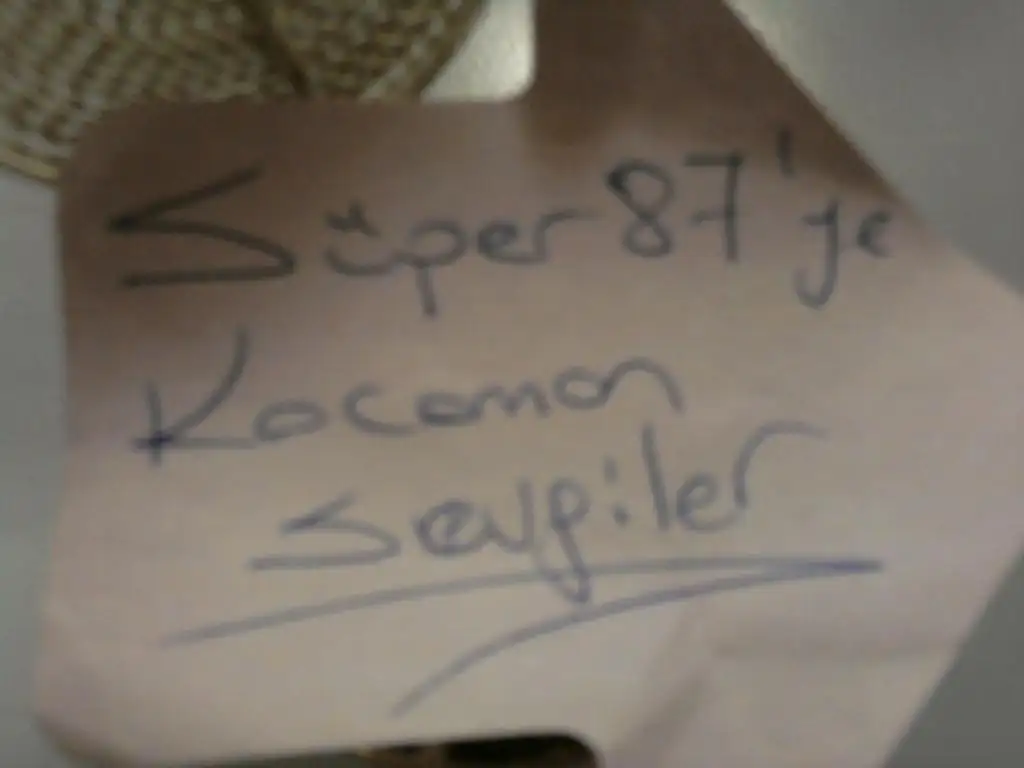 Süper 87'ye
Kocaman
sevgiler